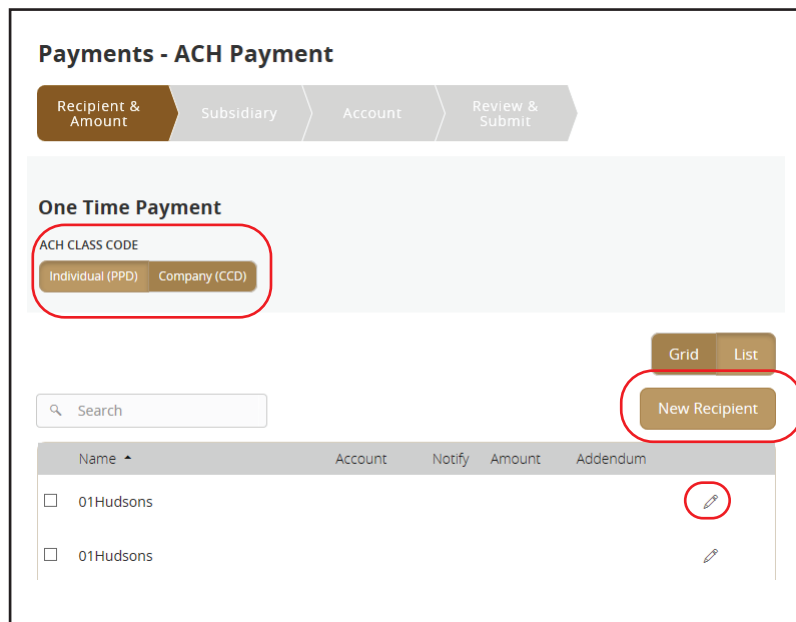 Payments - ACH Payment
Recipient &
Amount
Subsidiary
Account
Review &
Submit
One Time Payment
ACH CLASS CODE
Individual (PPD) Company (CCD)
Grid List
Search
New Recipient
Name Account Notify Amount Addendum
01Hudsons
01Hudsons